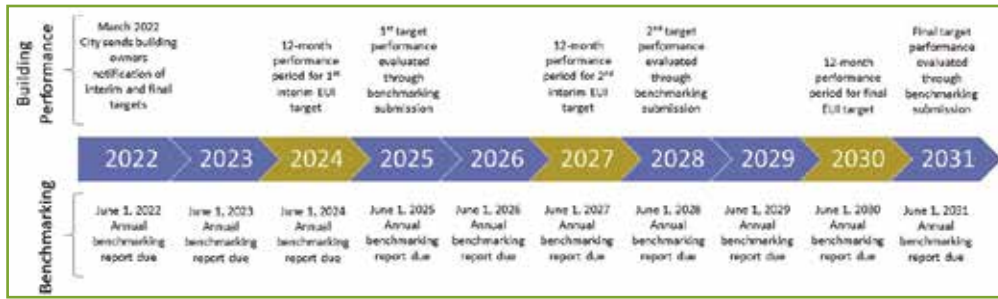 Building
Performance
March 2022
City sends building
owners
notification of
interim and final
targets
12-month
performance
period for 1st
interim EUI
target
1st target
performance
evaluated
through
benchmarking
submission
12-month
performance
period for 2nd
interim EUI
target
2nd target
performance
evaluated
through
benchmarking
submission
12-month
performance
period for final
EUI target
Final target
performance
evaluated
through
benchmarking
submission
2022
2023
2024
2025
2026
2027
2028
2029
2030
2031
Benchmarking
June 1, 2022
Annual
benchmarking
report due
June 1, 2023
Annual
benchmarking
report due
June 1, 2024
Annual
benchmarking
report due
June 1, 2025
Annual
benchmarking
report due
June 1, 2026
Annual
benchmarking
report due
June 1, 2027
Annual
benchmarking
report due
June 1, 2028
Annual
benchmarking
report due
June 1, 2029
Annual
benchmarking
report due
June 1, 2030
Annual
benchmarking
report due
June 1, 2031
Annual
benchmarking
report due